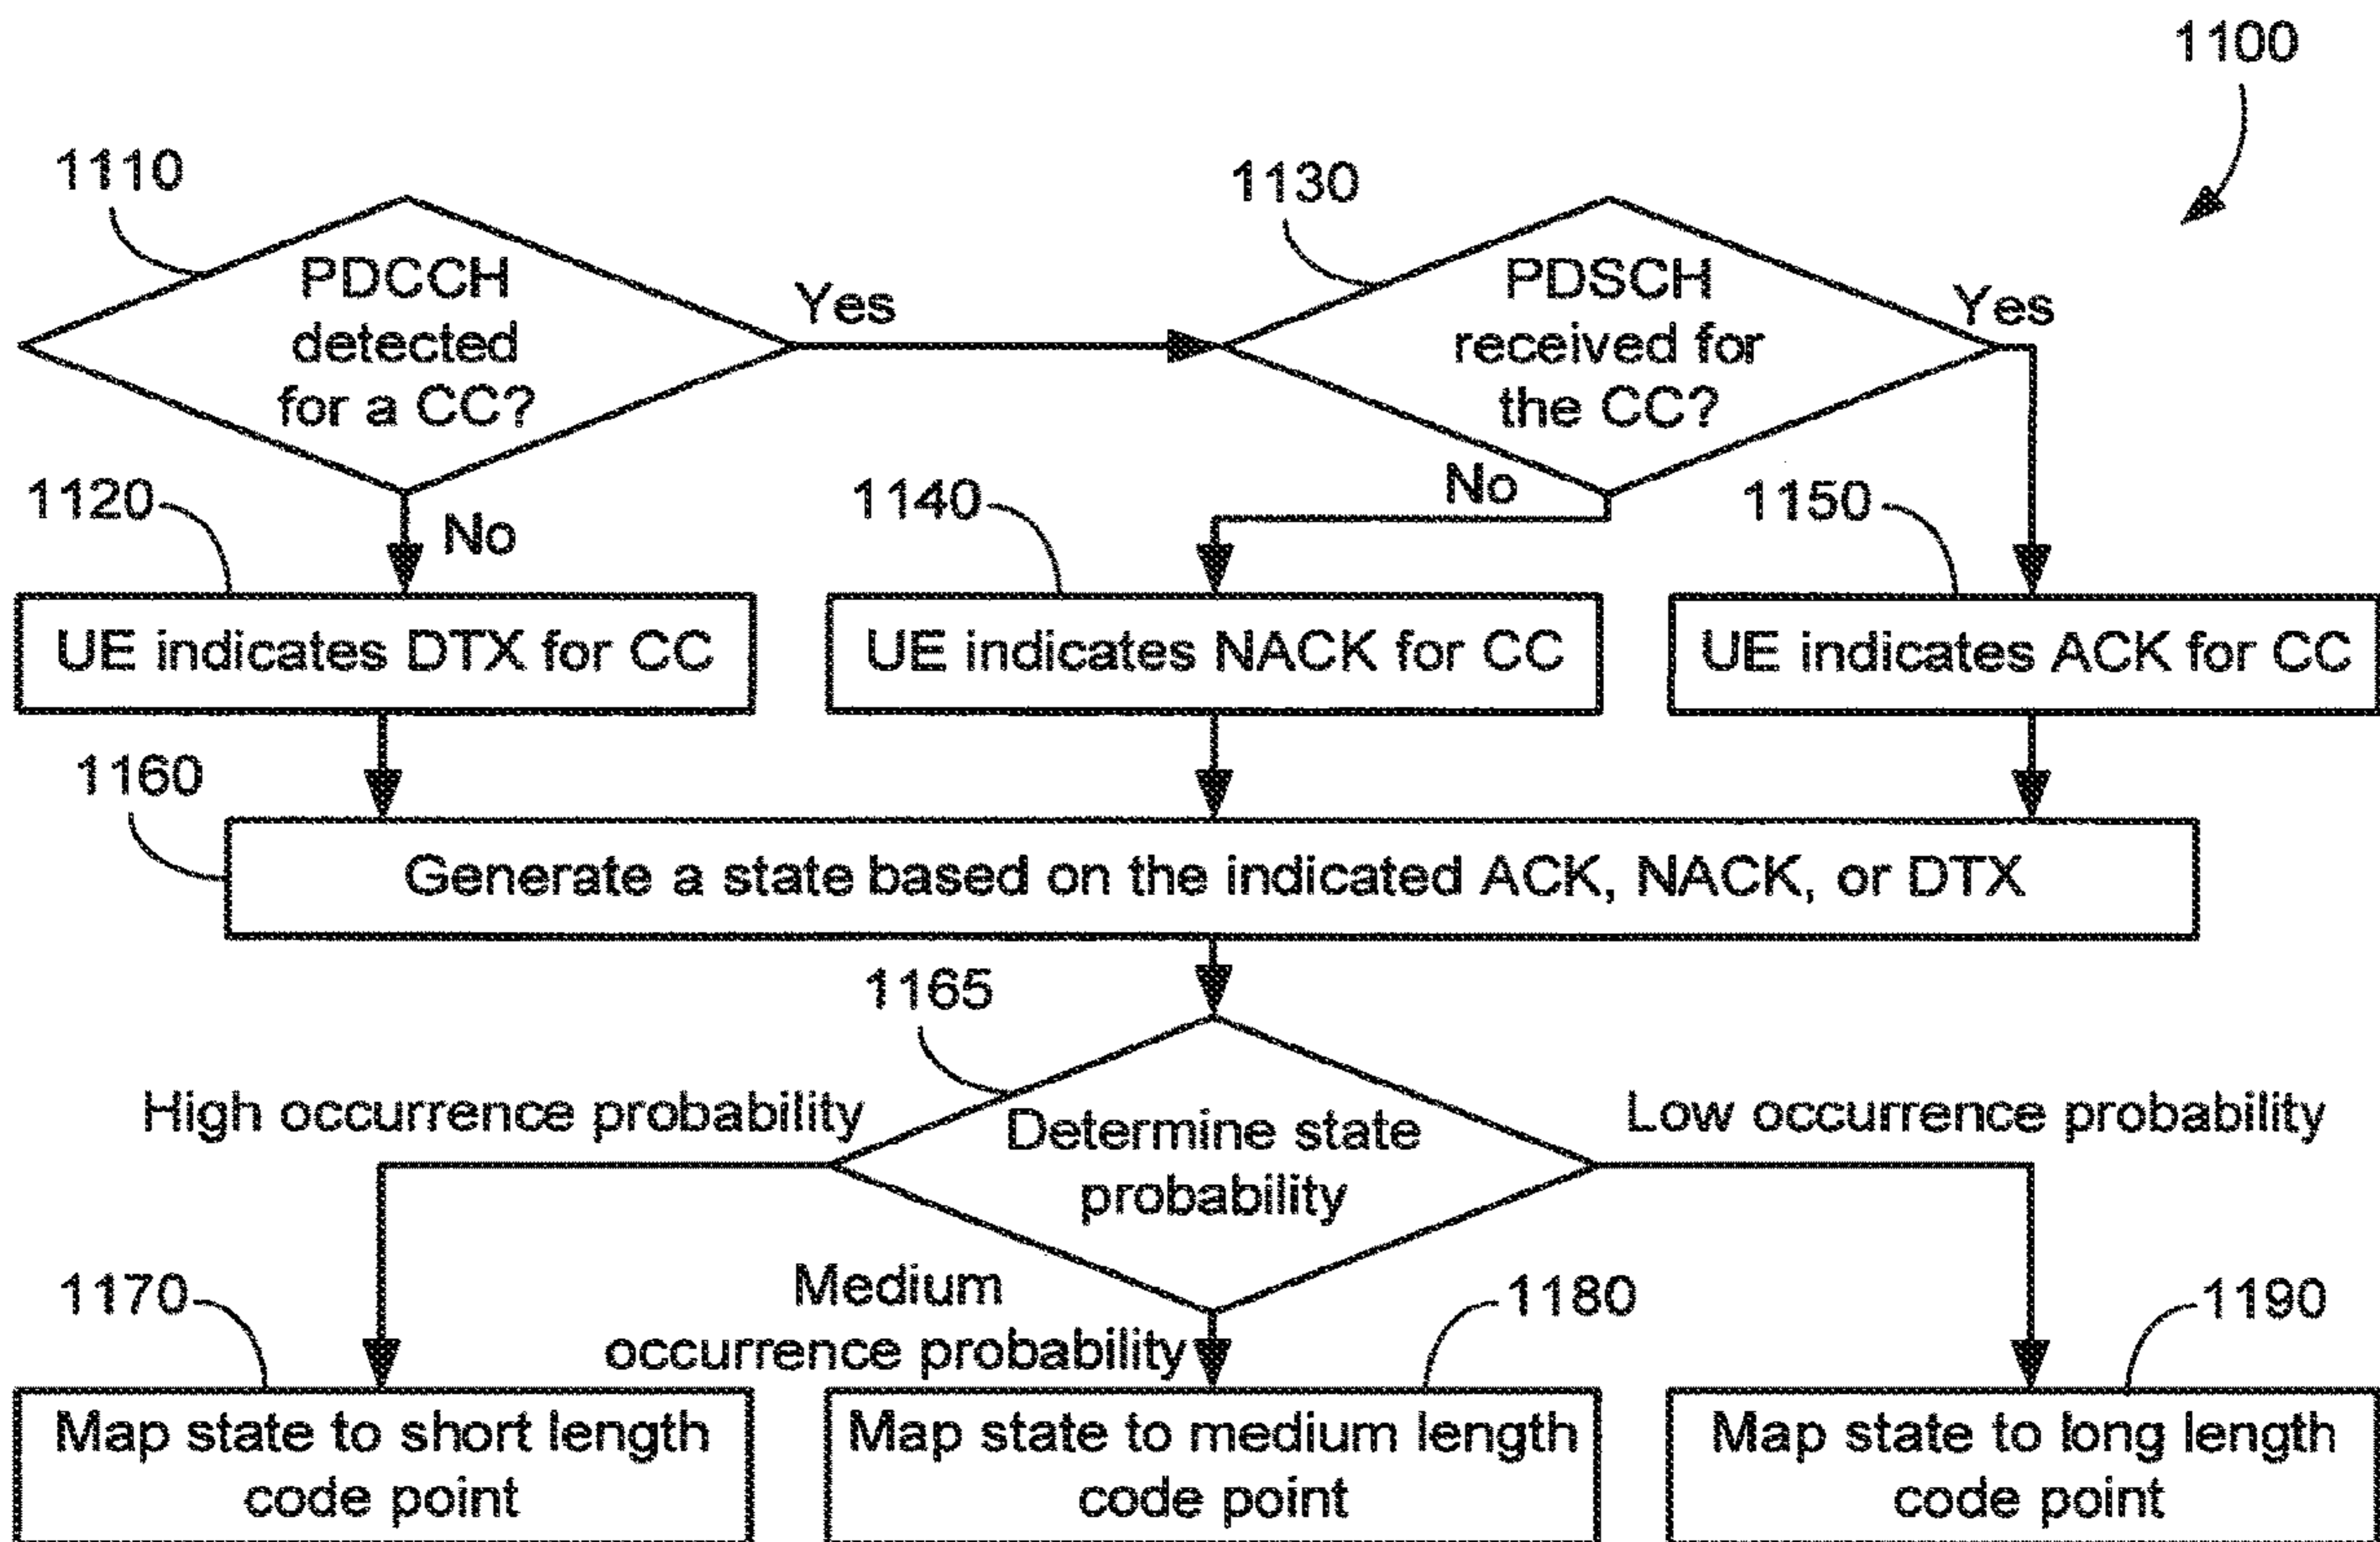 1100
1110
1130
PDCCH
detected
for a CC?
Yes
PDSCH
received for
the CC?
Yes
No
No
1120
1140
1150
UE indicates DTX for CC
UE indicates NACK for CC
UE indicates ACK for CC
1160
Generate a state based on the indicated ACK, NACK, or DTX
1165
High occurrence probability
Determine state
probability
Low occurrence probability
Medium
occurrence probability
1170
1180
1190
Map state to short length
code point
Map state to medium length
code point
Map state to long length
code point